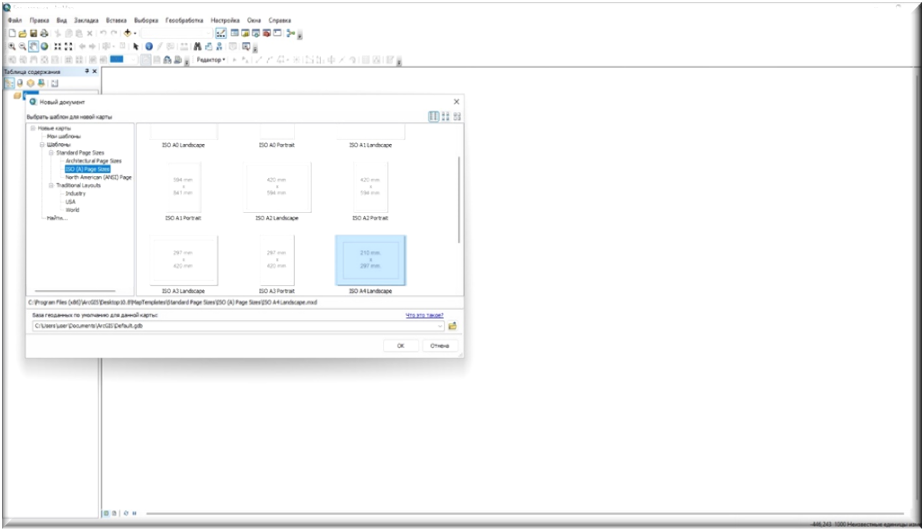 Файл Правка Вид Закладка Вставка Выборка Геообработка Настройка Окна Справка
Редактор
Таблица содержания
Новый документ
Выбрать шаблон для новой карты
Новые карты
Мои шаблоны
Шаблоны
Standard Page Sizes
Architectural Page Sizes
ISO (A) Page Sizes
North American (ANSI) Page
Traditional Layouts
Industry
USA
World
Найти...
ISO A0 Landscape ISO A0 Portrait ISO A1 Landscape
594 mm x 841 mm
420 mm x 594 mm
420 mm x 594 mm
ISO A1 Portrait ISO A2 Landscape ISO A2 Portrait
297 mm x 420 mm
297 mm x 420 mm
210 mm x 297 mm
ISO A3 Landscape ISO A3 Portrait ISO A4 Landscape
C:\Program Files (x86)\ArcGIS\Desktop10.8\MapTemplates\Standard Page Sizes\ISO (A) Page Sizes\ISO A4 Landscape.mxd
База геоданных по умолчанию для данной карты: Что это такое?
C:\Users\user\Documents\ArcGIS\Default.gdb
OK Отмена